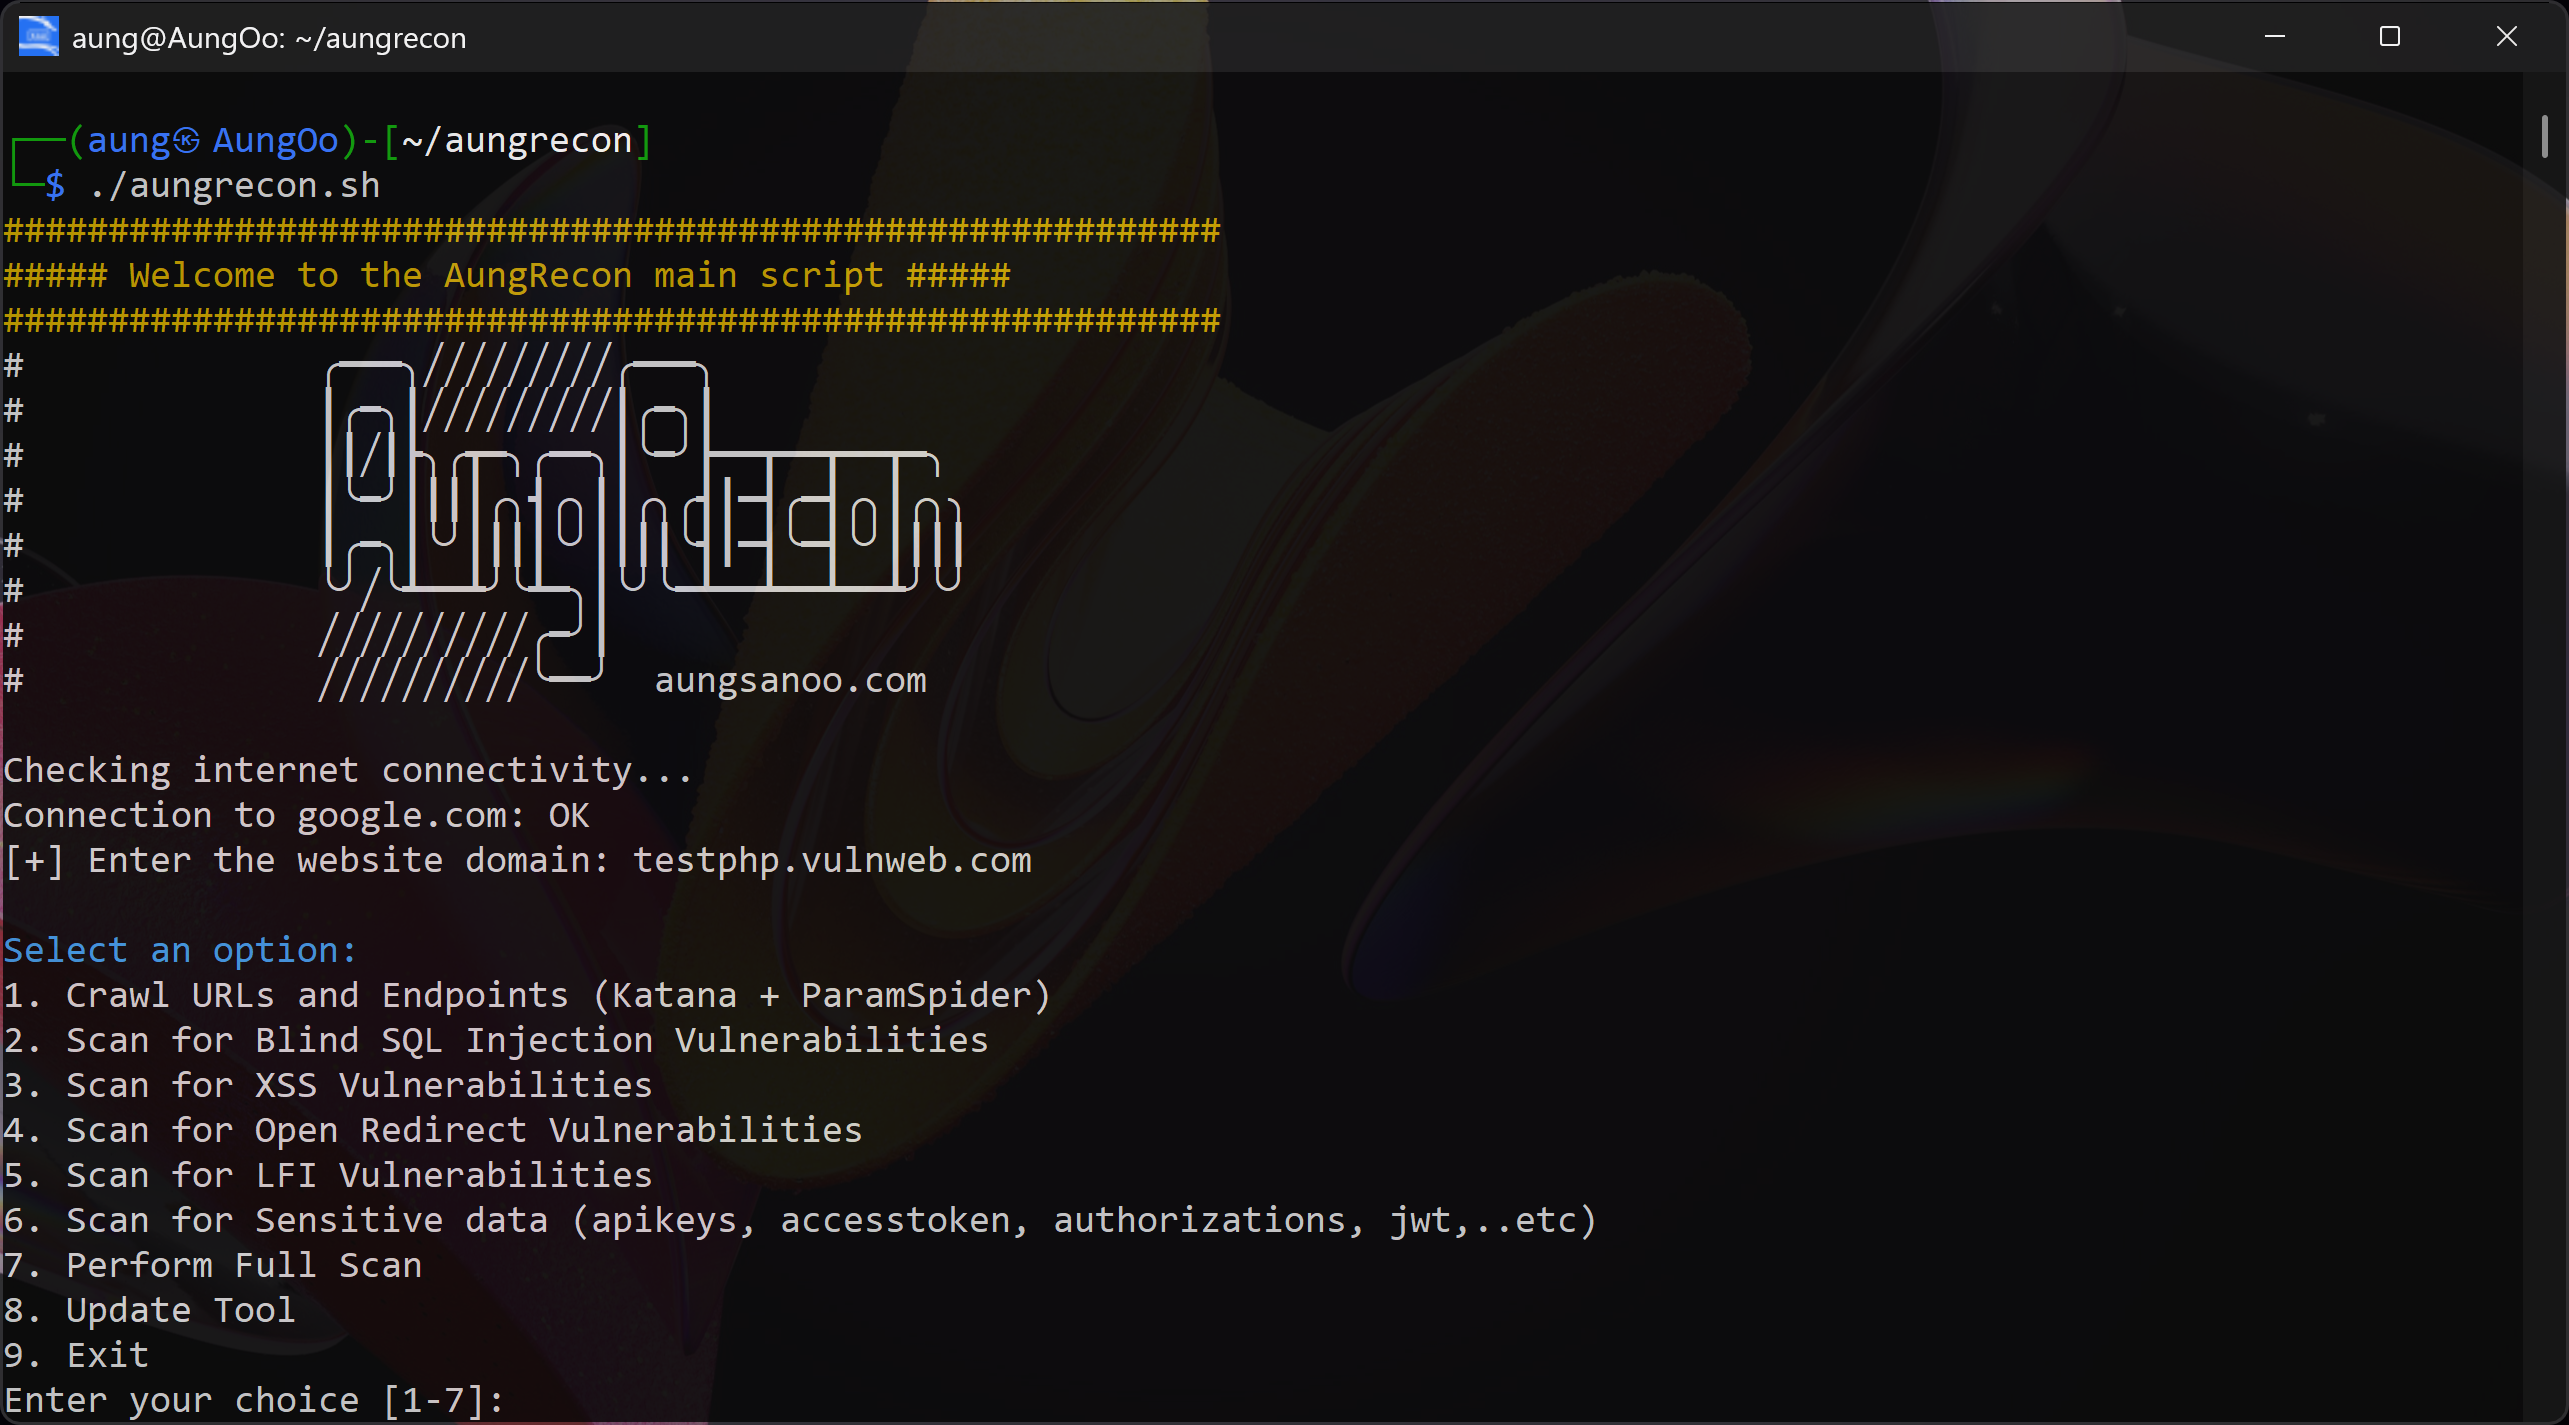 aung@AungOo: ~/aungrecon
┌──(aung㉿AungOo)-[~/aungrecon]
└─$ ./aungrecon.sh
##########################################################
##### Welcome to the AungRecon main script #####
##########################################################
#
#
#
#
#
#
#
# aungsanoo.com
Checking internet connectivity...
Connection to google.com: OK
[+] Enter the website domain: testphp.vulnweb.com
Select an option:
1. Crawl URLs and Endpoints (Katana + ParamSpider)
2. Scan for Blind SQL Injection Vulnerabilities
3. Scan for XSS Vulnerabilities
4. Scan for Open Redirect Vulnerabilities
5. Scan for LFI Vulnerabilities
6. Scan for Sensitive data (apikeys, accesstoken, authorizations, jwt,..etc)
7. Perform Full Scan
8. Update Tool
9. Exit
Enter your choice [1-7]: